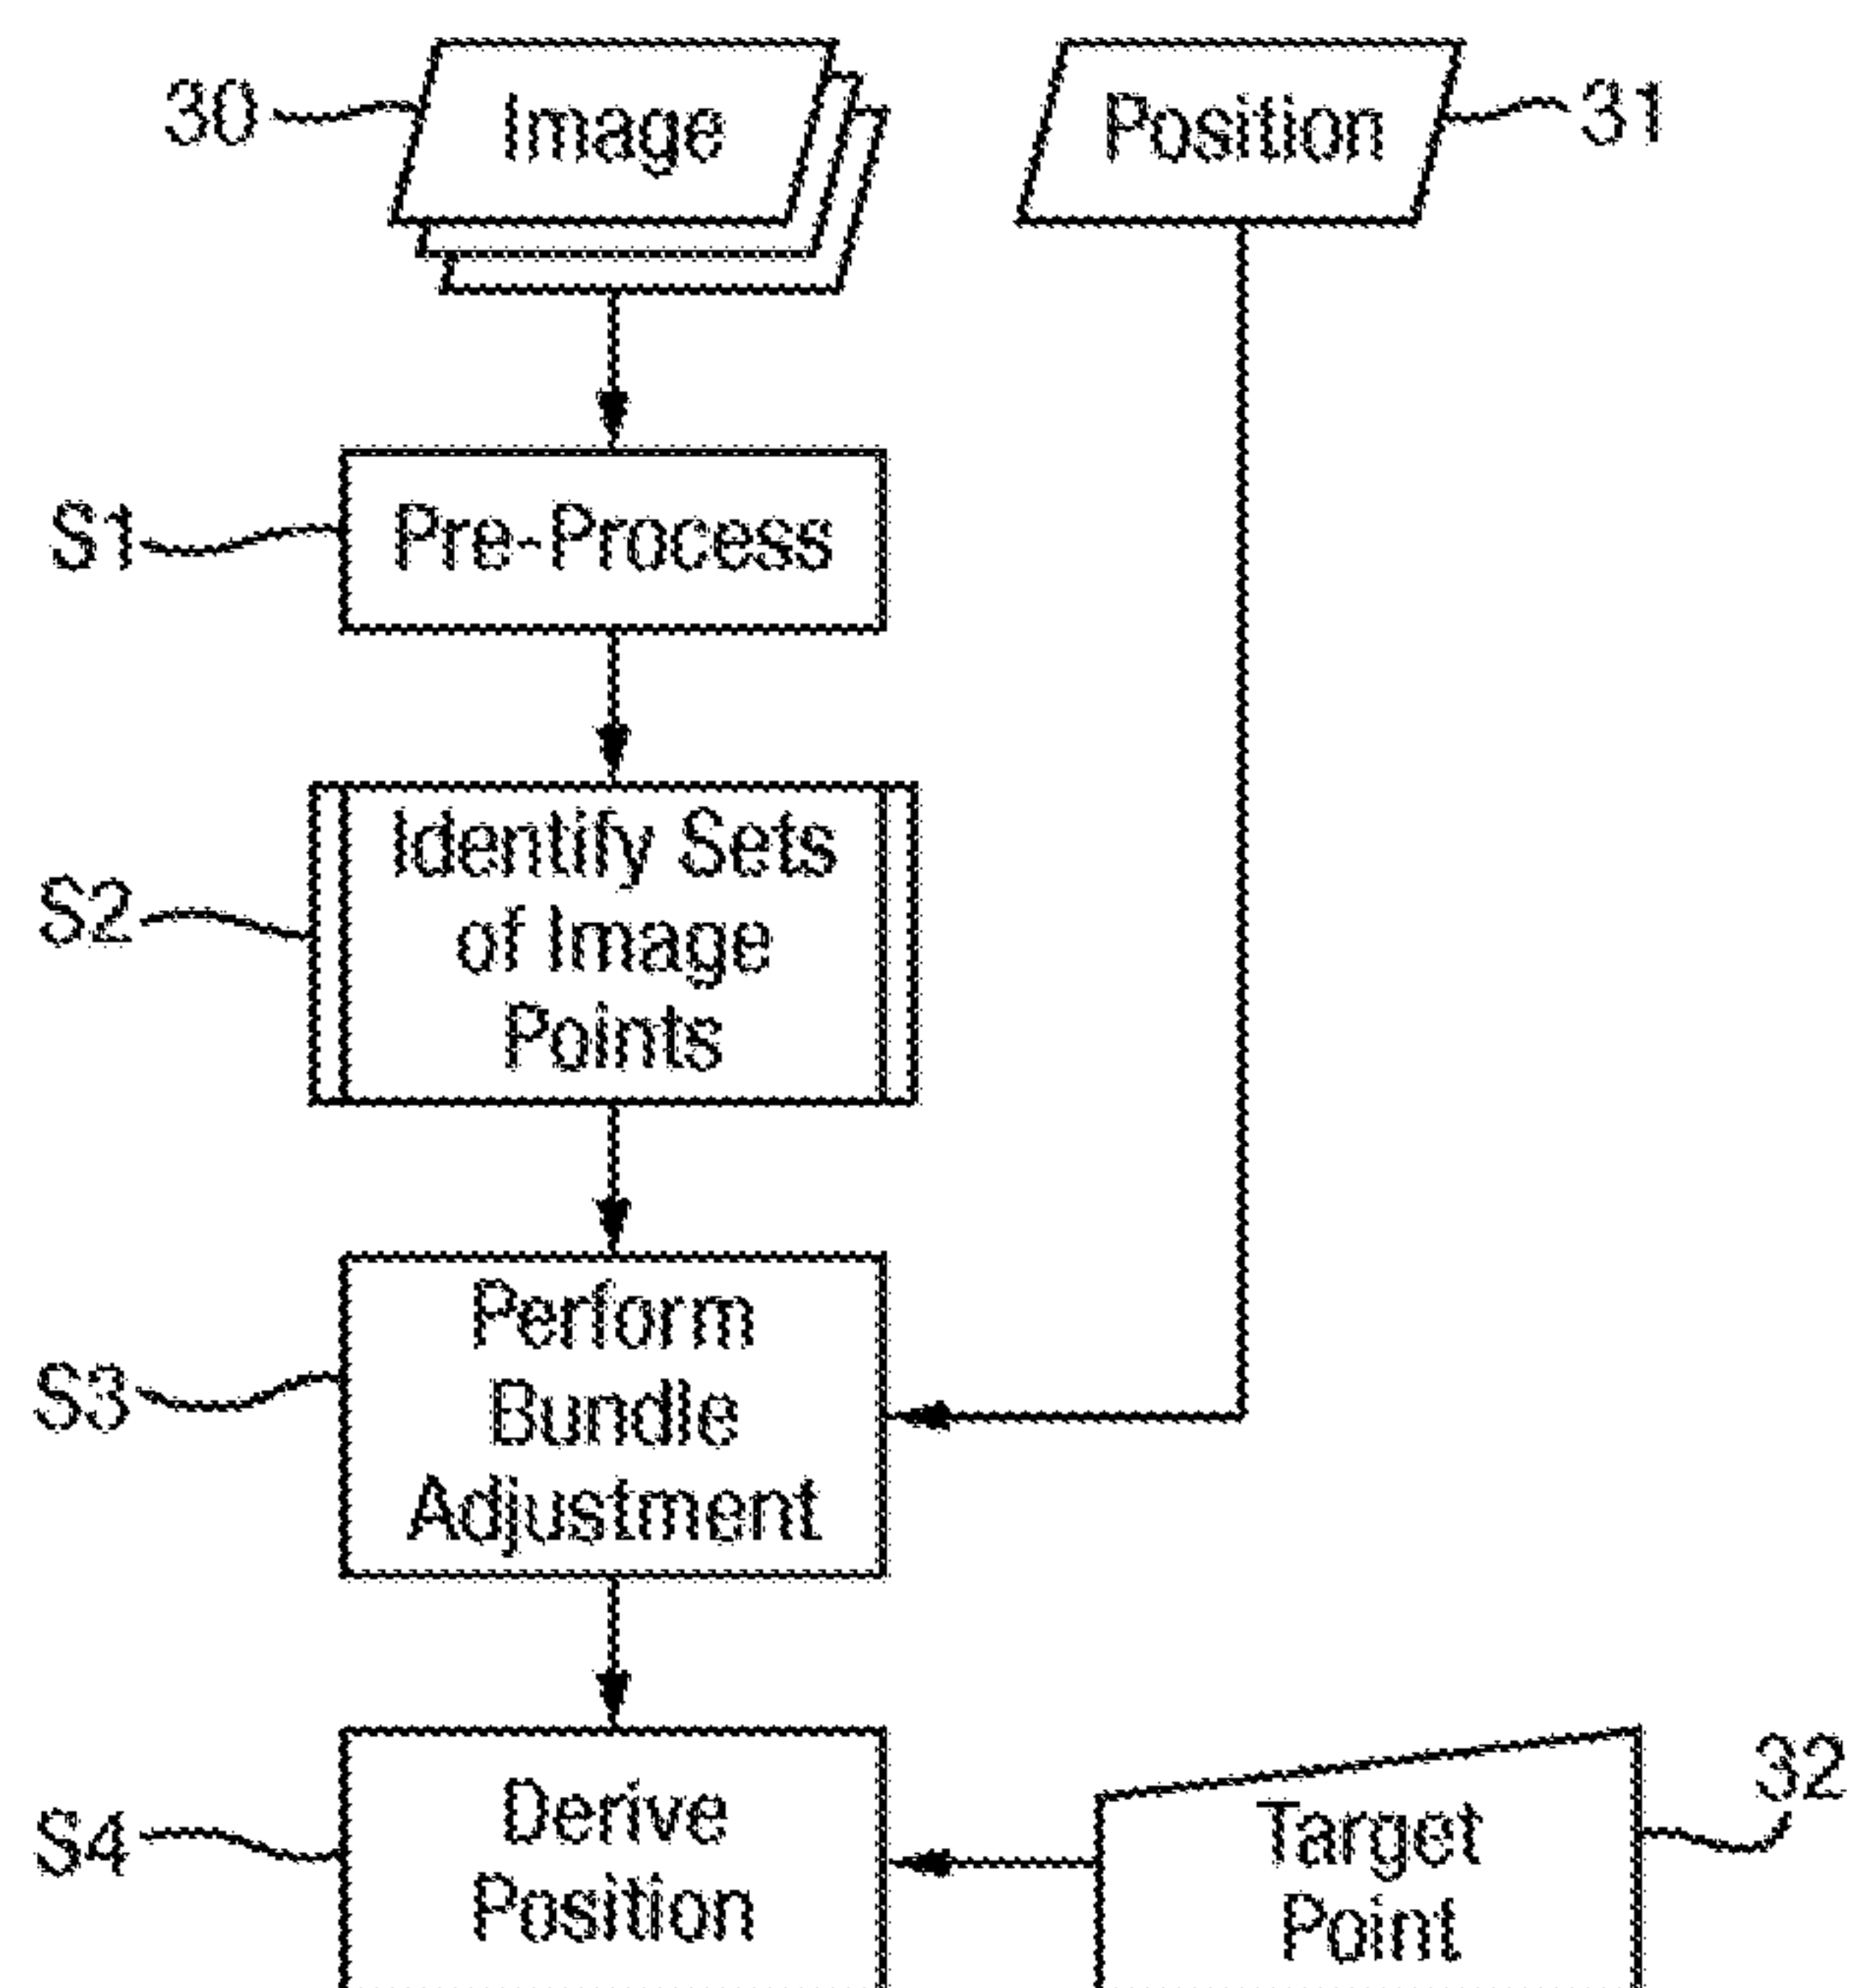 30
Image
Position
31
S1
Pre-Process
S2
Identify Sets
of Image
Points
S3
Perform
Bundle
Adjustment
S4
Derive
Position
Target
Point
32